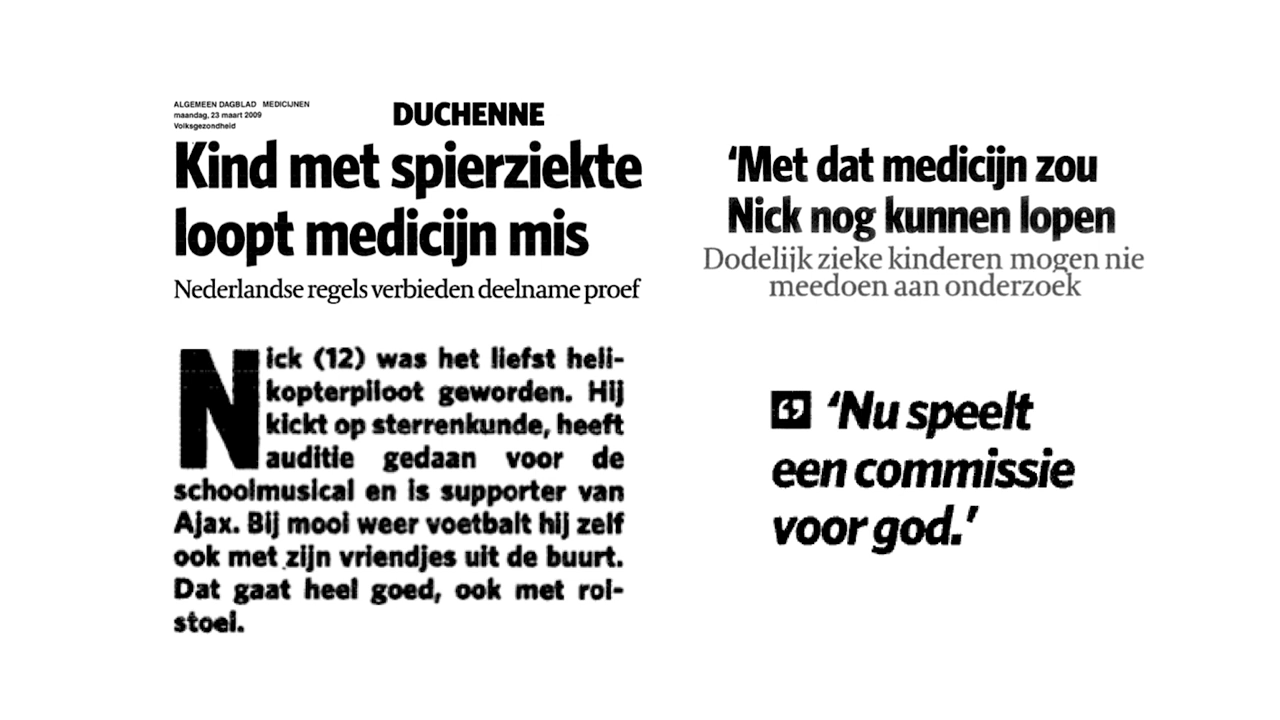 ALGEMEEN DAGBLAD MEDICIJNEN
maandag, 23 maart 2009
Volksgezondheid
DUCHENNE
Kind met spierziekte
loopt medicijn mis
Nederlandse regels verbieden deelname proef
Nick (12) was het liefst heli-
kopterpiloot geworden. Hij
kickt op sterrenkunde, heeft
auditie gedaan voor de
schoolmusical en is supporter van
Ajax. Bij mooi weer voetbalt hij zelf
ook met zijn vriendjes uit de buurt.
Dat gaat heel goed, ook met rol-
stoel.
‘Met dat medicijn zou
Nick nog kunnen lopen
Dodelijk zieke kinderen mogen nie
meedoen aan onderzoek
‘Nu speelt
een commissie
voor god.’